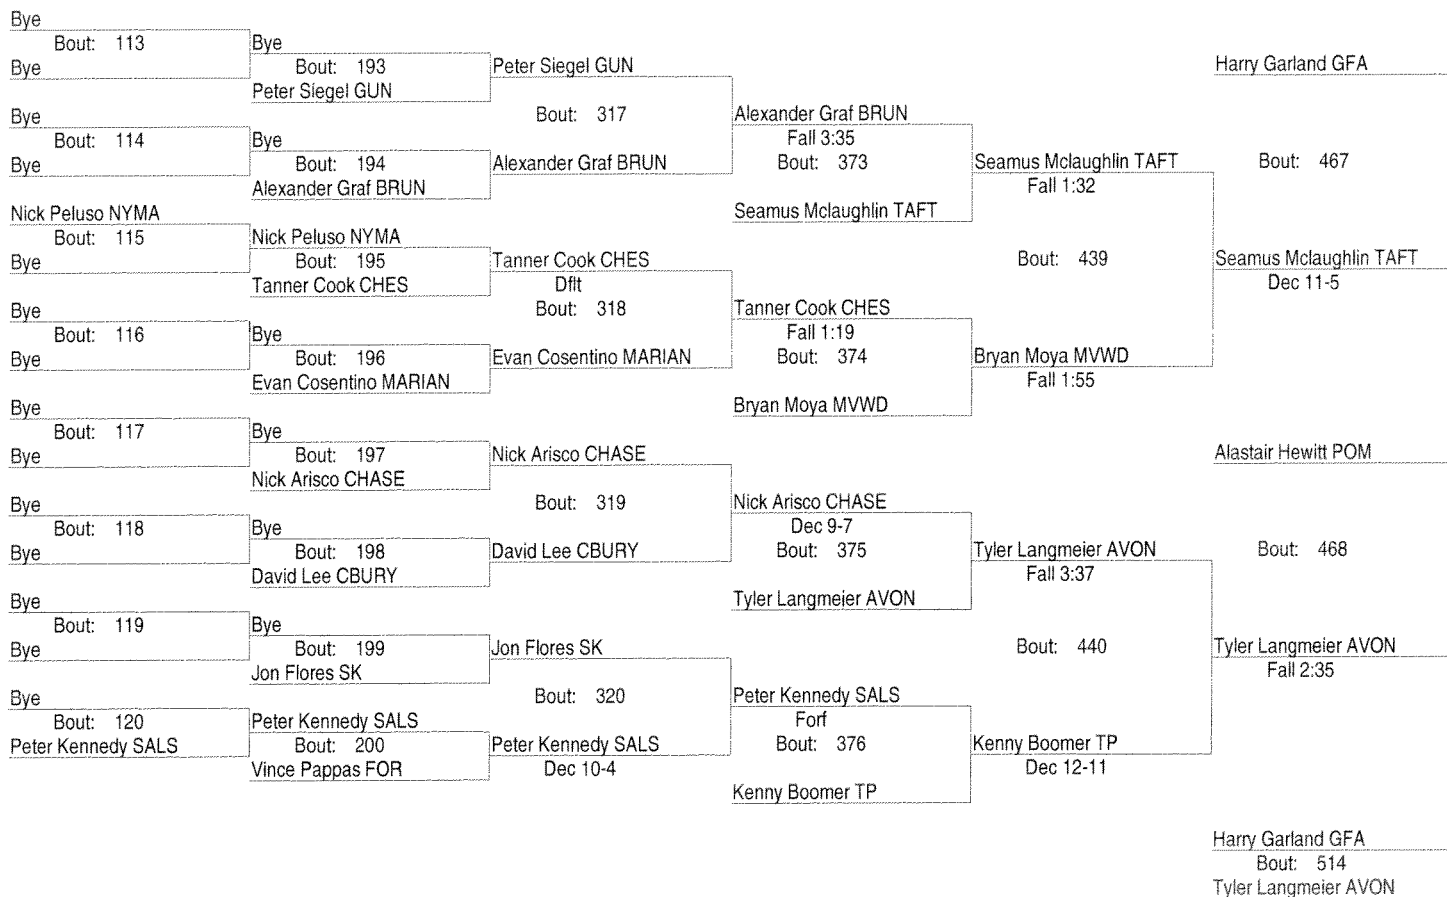 Bye
Bout: 113
Bye
Bye
Bout: 114
Bye
Nick Peluso NYMA
Bout: 115
Bye
Bye
Bout: 116
Bye
Bye
Bout: 117
Bye
Bye
Bout: 118
Bye
Bye
Bout: 119
Bye
Bye
Bout: 120
Peter Kennedy SALS
Bye
Bout: 193
Peter Siegel GUN
Bye
Bout: 194
Alexander Graf BRUN
Nick Peluso NYMA
Bout: 195
Tanner Cook CHES
Bye
Bout: 196
Evan Cosentino MARIAN
Bye
Bout: 197
Nick Arisco CHASE
Bye
Bout: 198
David Lee CBURY
Bye
Bout: 199
Jon Flores SK
Peter Kennedy SALS
Bout: 200
Vince Pappas FOR
Peter Siegel GUN
Bout: 317
Alexander Graf BRUN
Tanner Cook CHES
Dflt
Bout: 318
Evan Cosentino MARIAN
Nick Arisco CHASE
Bout: 319
David Lee CBURY
Jon Flores SK
Bout: 320
Peter Kennedy SALS
Dec 10-4
Alexander Graf BRUN
Fall 3:35
Bout: 373
Seamus Mclaughlin TAFT
Tanner Cook CHES
Fall 1:19
Bout: 374
Bryan Moya MVWD
Nick Arisco CHASE
Dec 9-7
Bout: 375
Tyler Langmeier AVON
Peter Kennedy SALS
Forf
Bout: 376
Kenny Boomer TP
Seamus Mclaughlin TAFT
Fall 1:32
Bout: 439
Bryan Moya MVWD
Fall 1:55
Tyler Langmeier AVON
Fall 3:37
Bout: 440
Kenny Boomer TP
Dec 12-11
Harry Garland GFA
Bout: 467
Seamus Mclaughlin TAFT
Dec 11-5
Alastair Hewitt POM
Bout: 468
Tyler Langmeier AVON
Fall 2:35
Harry Garland GFA
Bout: 514
Tyler Langmeier AVON